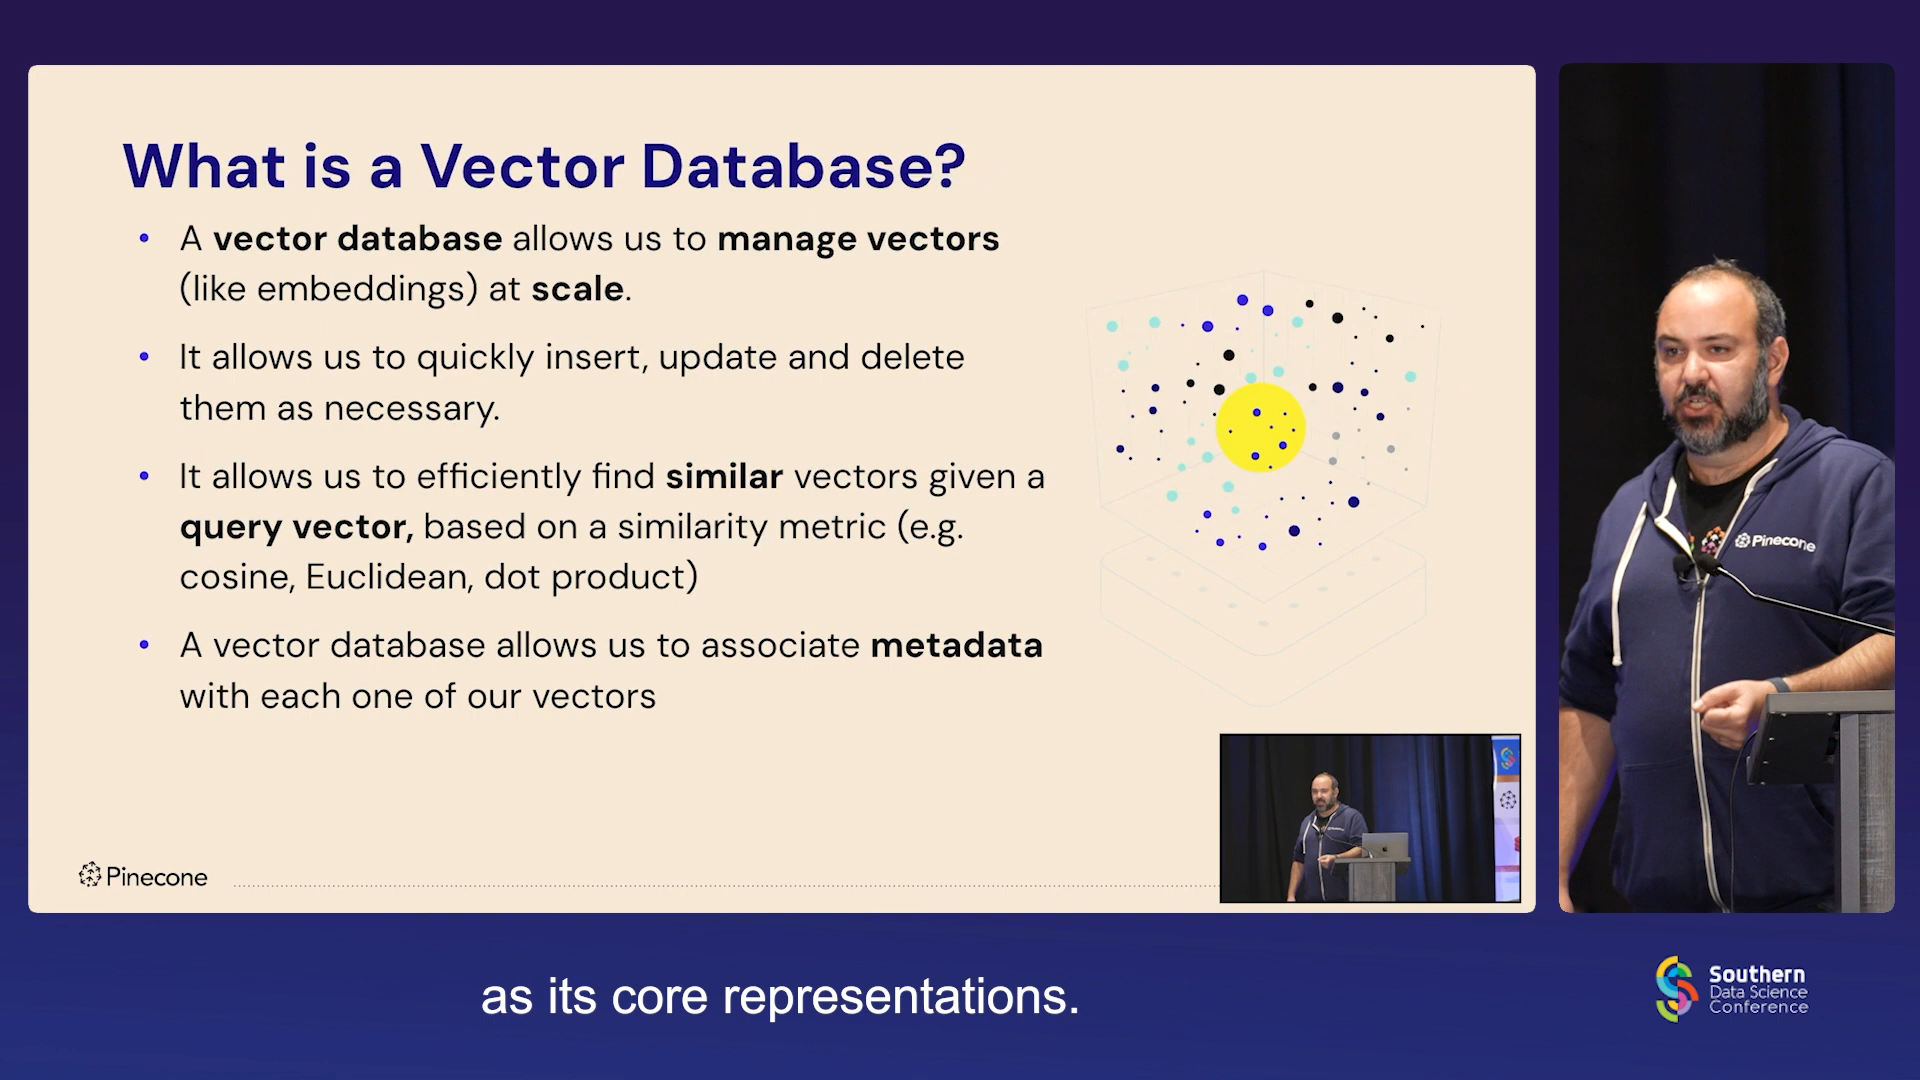 What is a Vector Database?
• A vector database allows us to manage vectors
(like embeddings) at scale.
• It allows us to quickly insert, update and delete
them as necessary.
• It allows us to efficiently find similar vectors given a
query vector, based on a similarity metric (e.g.
cosine, Euclidean, dot product)
• A vector database allows us to associate metadata
with each one of our vectors
Pinecone
Pinecone
as its core representations.
Southern
Data Science
Conference